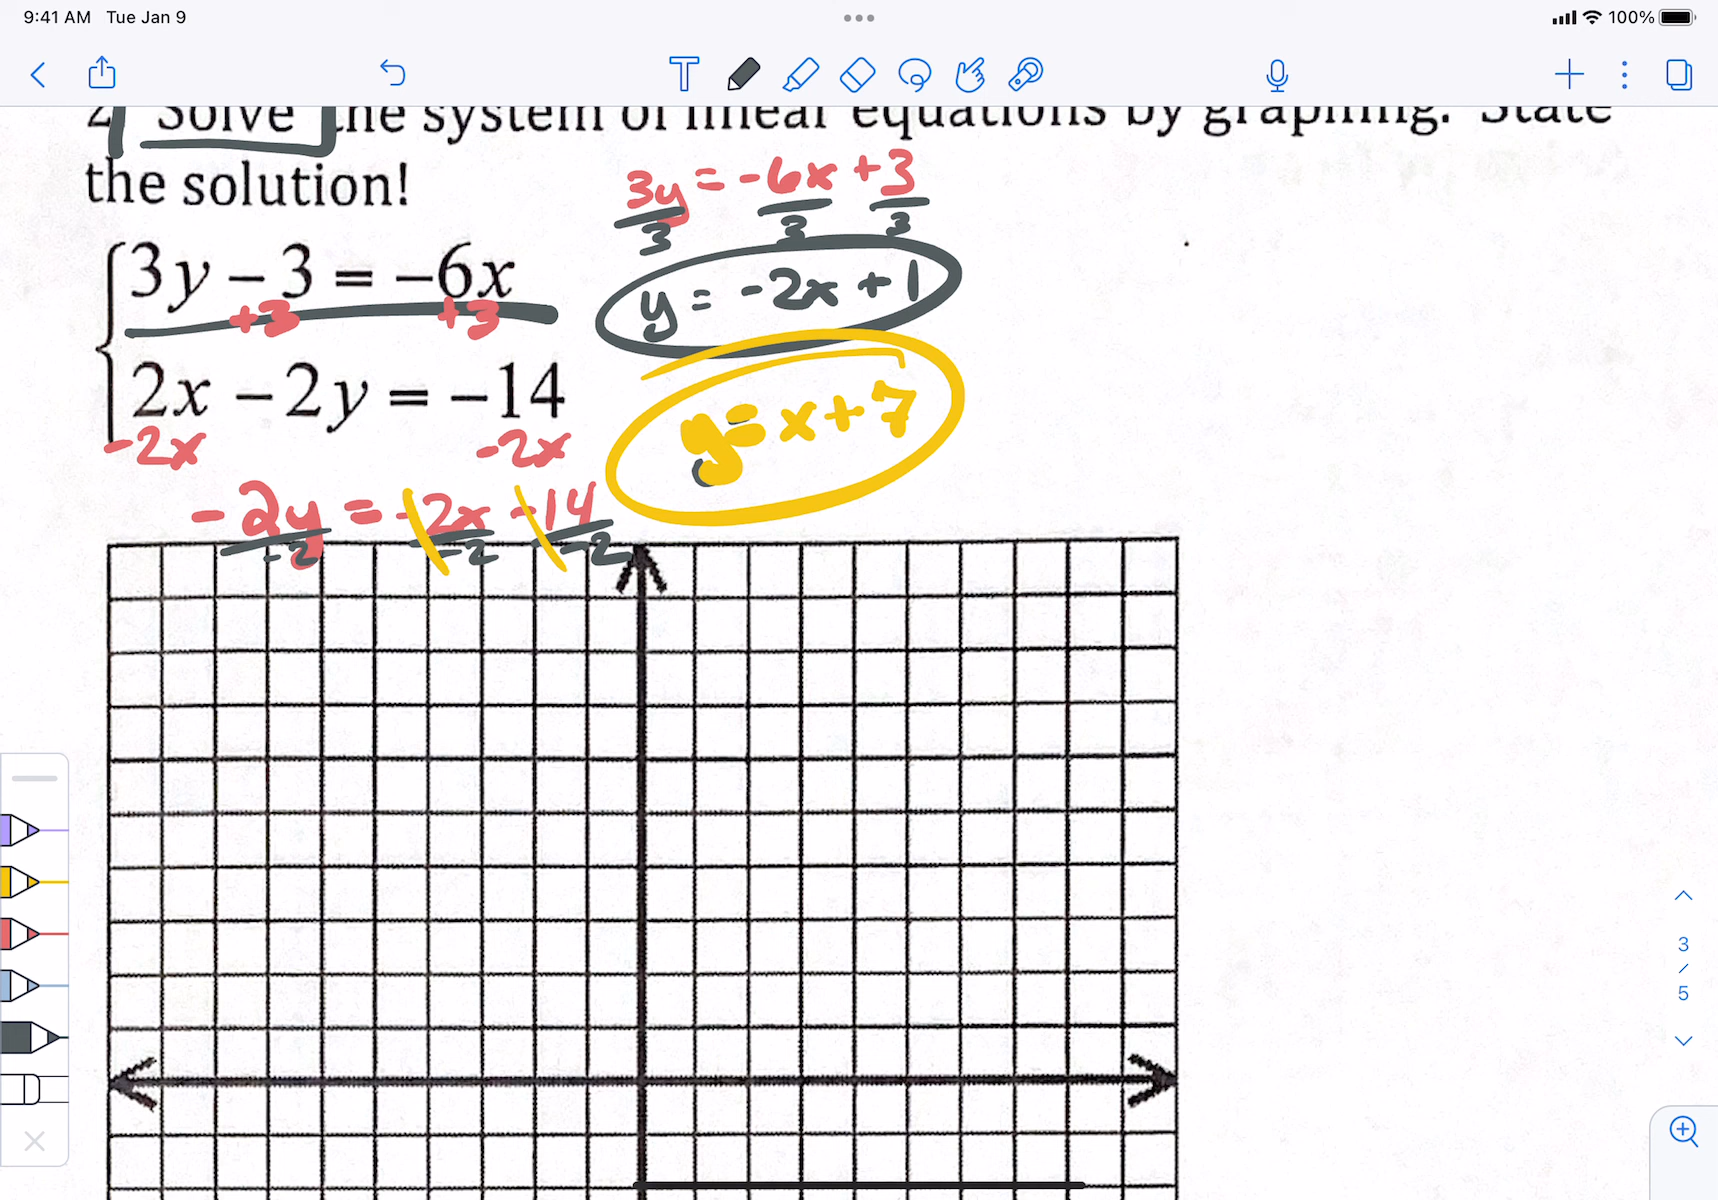 9:41 AM Tue Jan 9
100%
2 Solve the system of linear equations by graphing. State
the solution!
3y = -6x + 3
3 3 3
3y – 3 = –6x
+3 +3
y = -2x + 1
2x – 2y = –14
-2x -2x
y = x + 7
-2y = -2x -14
-2 -2 -2
3
/
5